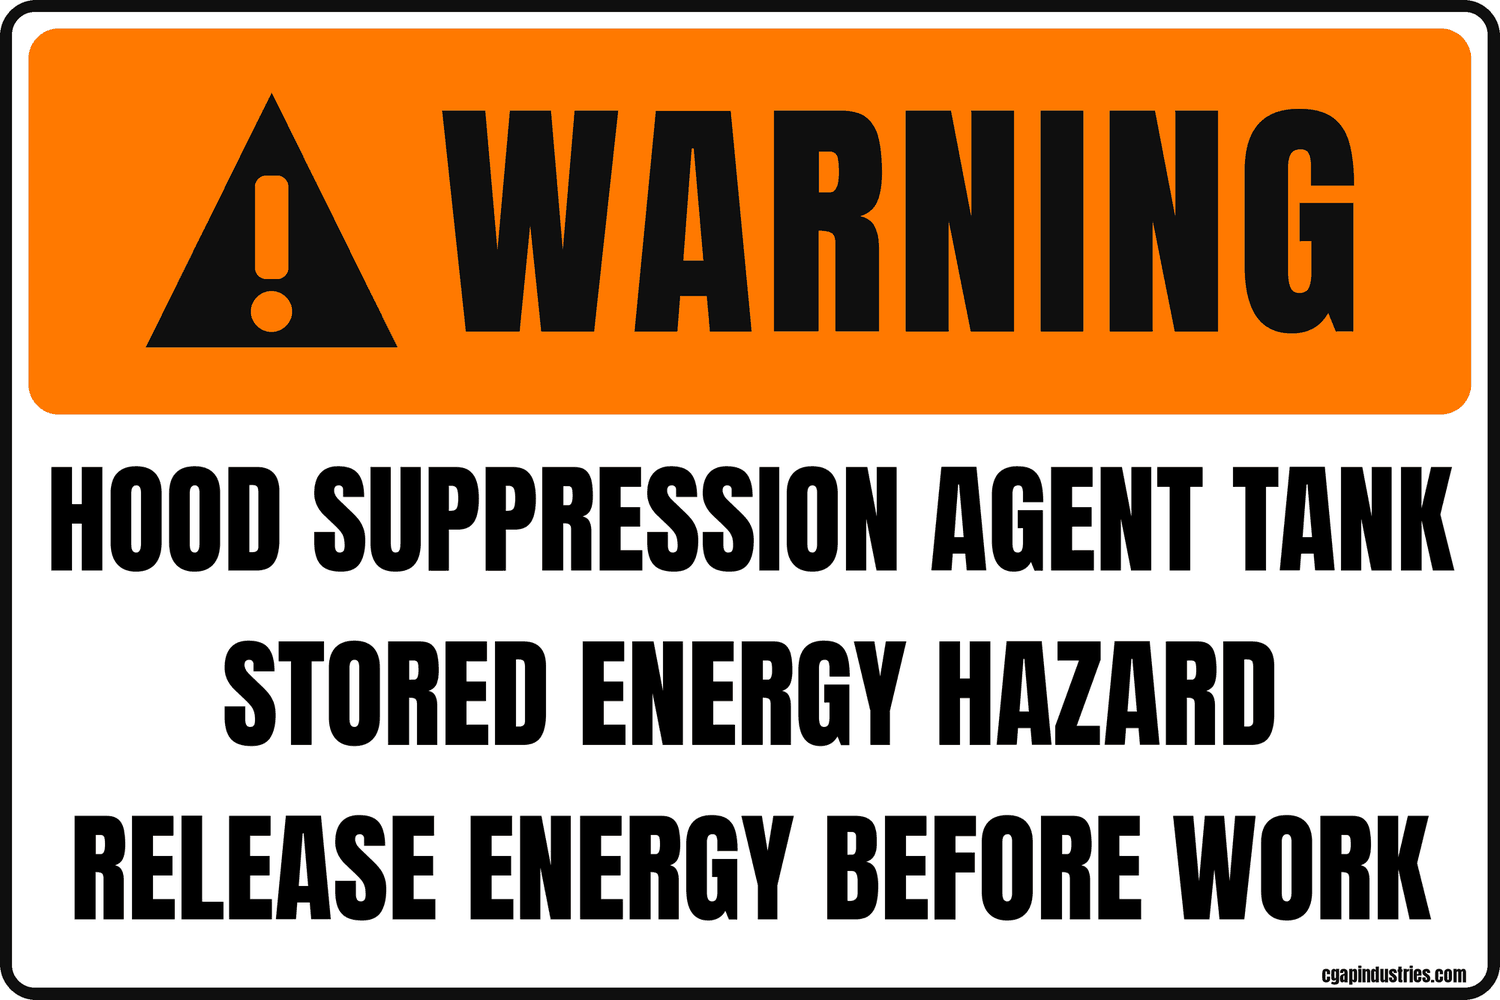 WARNING
HOOD SUPPRESSION AGENT TANK
STORED ENERGY HAZARD
RELEASE ENERGY BEFORE WORK
cgapindustries.com